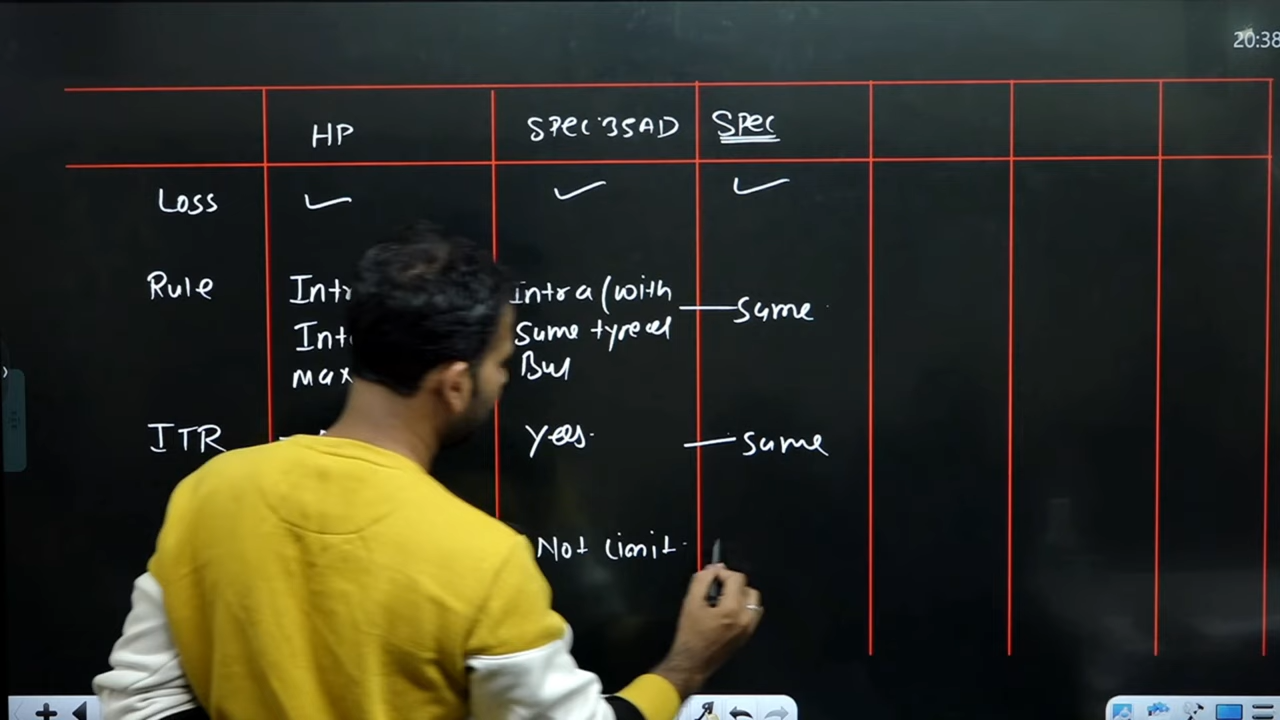 20:38
HP SPEC:35AD SPEC
Loss
Rule Intr Intra (with Same
Int Same type of
max But
ITR yes. Same
Not limit.